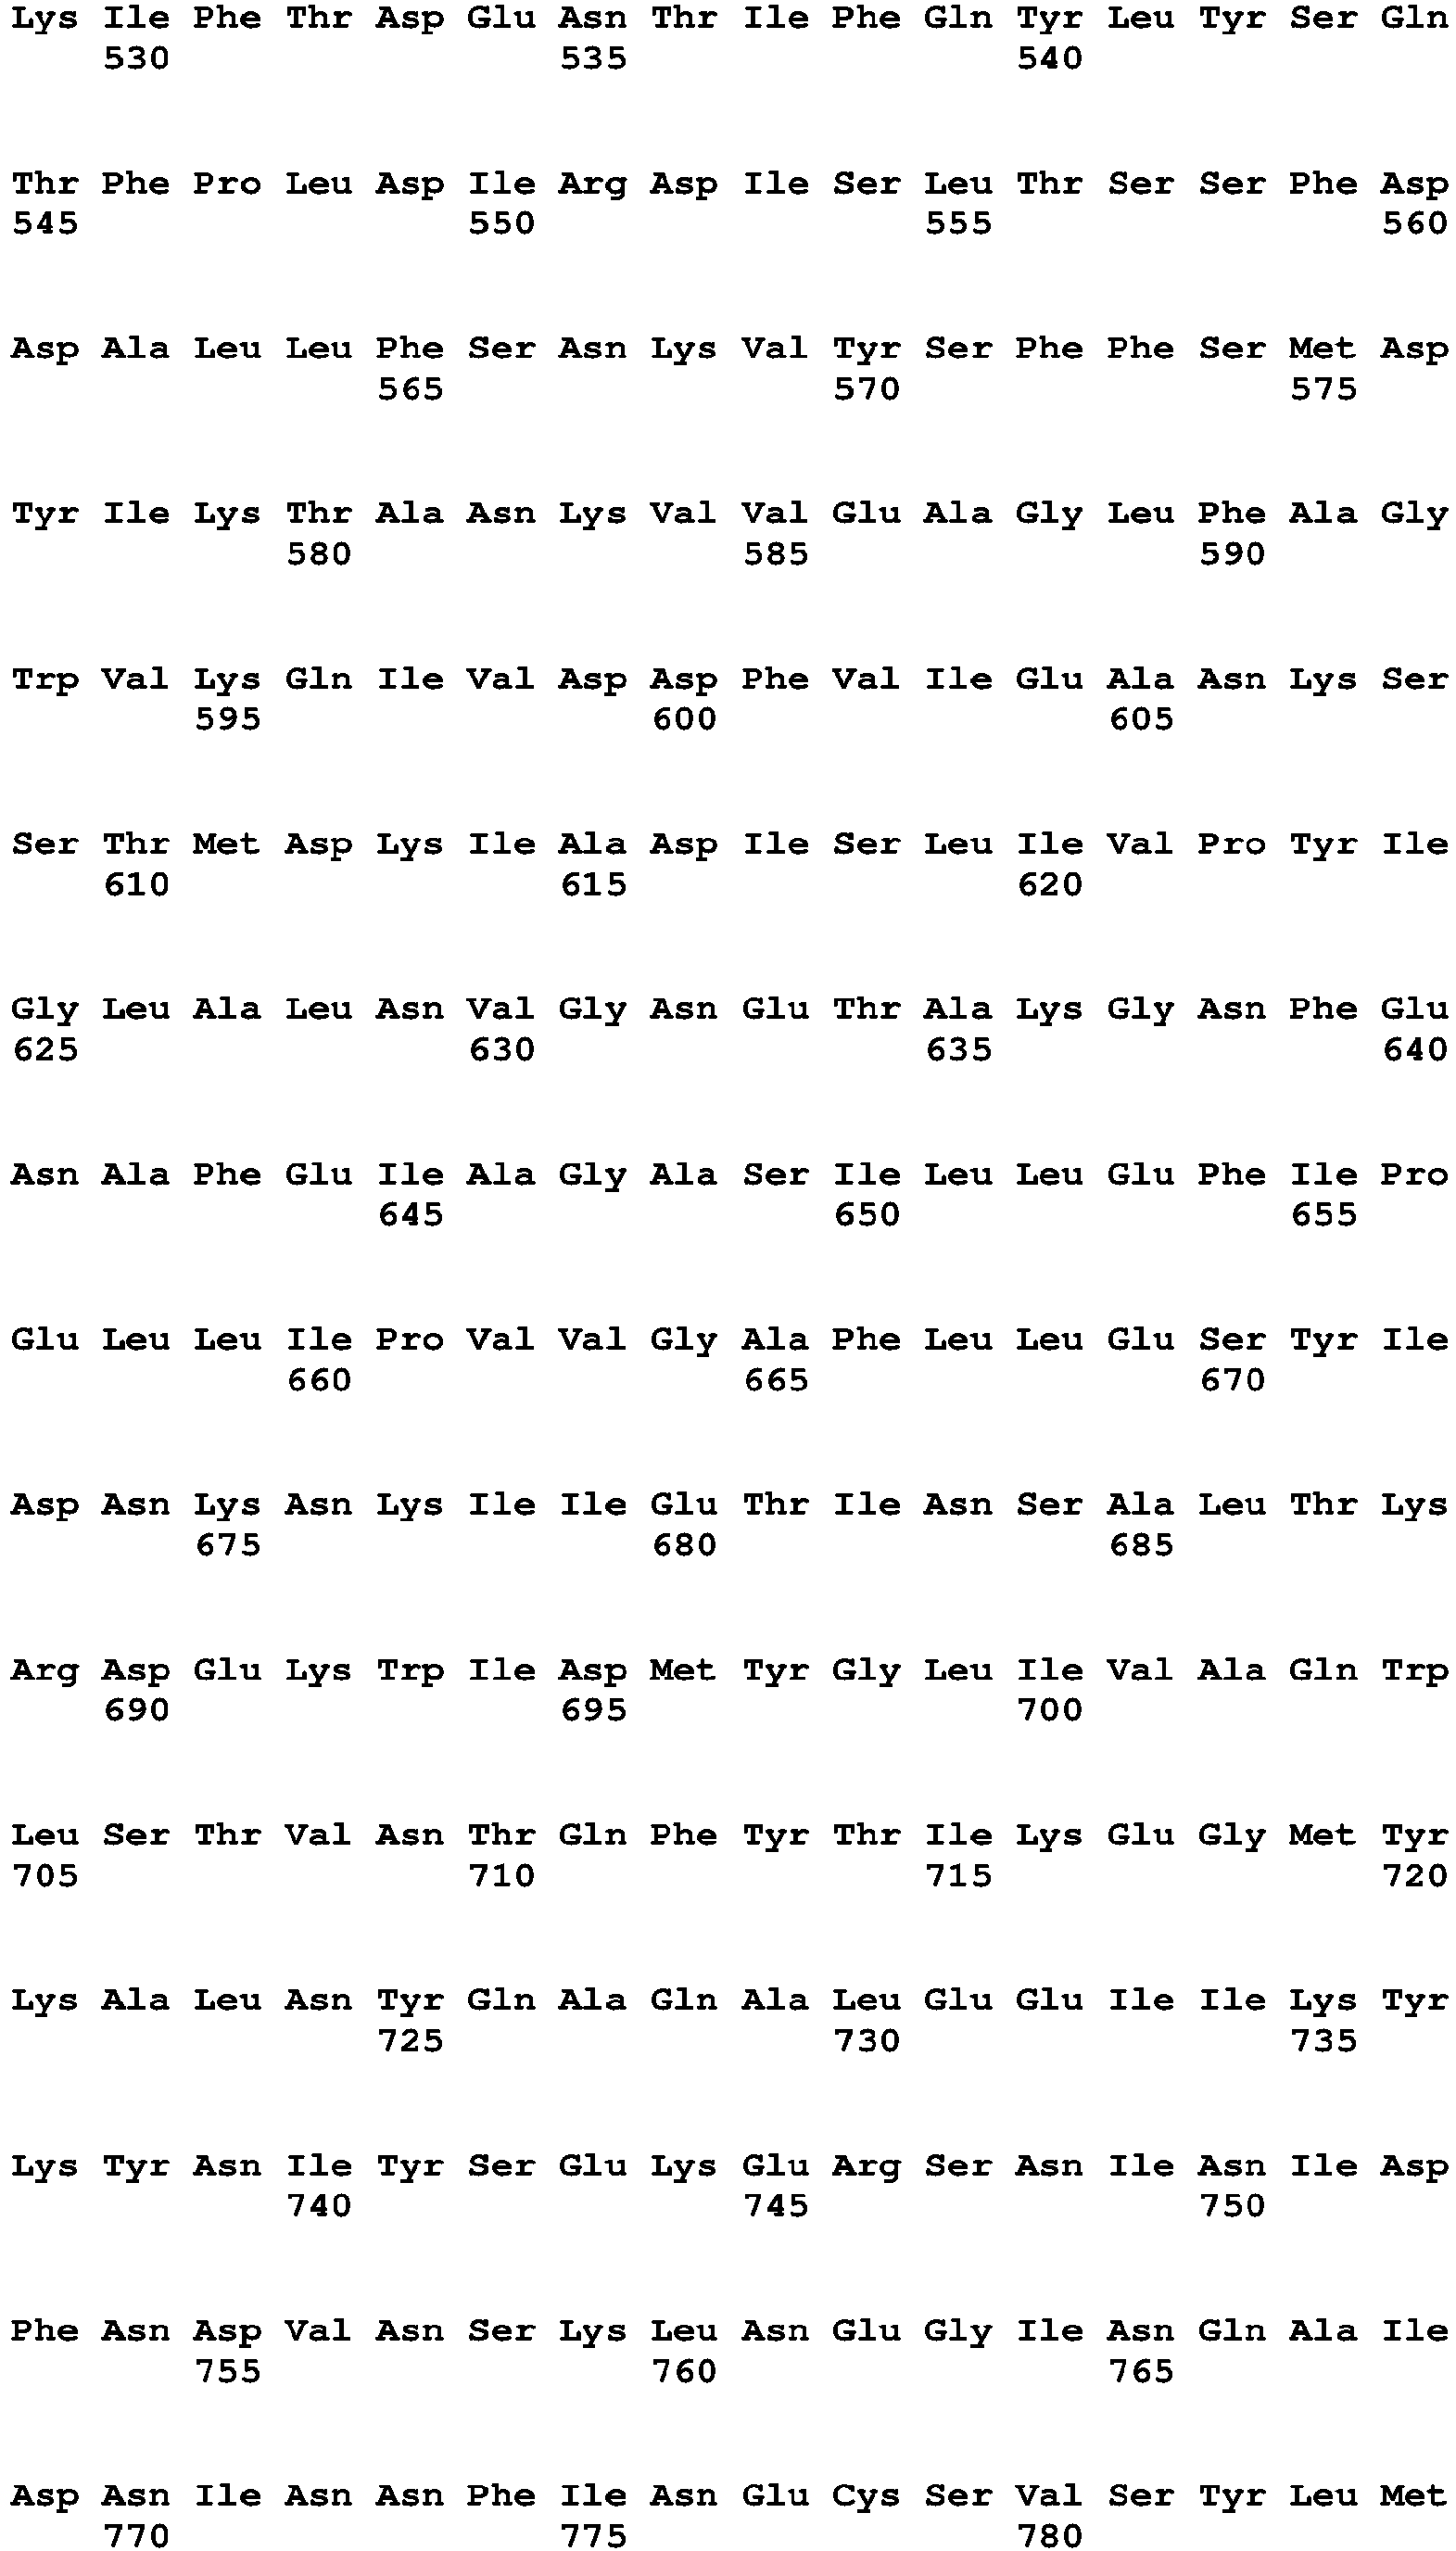 Lys Ile Phe Thr Asp Glu Asn Thr Ile Phe Gln Tyr Leu Tyr Ser Gln
530 535 540
Thr Phe Pro Leu Asp Ile Arg Asp Ile Ser Leu Thr Ser Ser Phe Asp
545 550 555 560
Asp Ala Leu Leu Phe Ser Asn Lys Val Tyr Ser Phe Phe Ser Met Asp
565 570 575
Tyr Ile Lys Thr Ala Asn Lys Val Val Glu Ala Gly Leu Phe Ala Gly
580 585 590
Trp Val Lys Gln Ile Val Asp Asp Phe Val Ile Glu Ala Asn Lys Ser
595 600 605
Ser Thr Met Asp Lys Ile Ala Asp Ile Ser Leu Ile Val Pro Tyr Ile
610 615 620
Gly Leu Ala Leu Asn Val Gly Asn Glu Thr Ala Lys Gly Asn Phe Glu
625 630 635 640
Asn Ala Phe Glu Ile Ala Gly Ala Ser Ile Leu Leu Glu Phe Ile Pro
645 650 655
Glu Leu Leu Ile Pro Val Val Gly Ala Phe Leu Leu Glu Ser Tyr Ile
660 665 670
Asp Asn Lys Asn Lys Ile Ile Glu Thr Ile Asn Ser Ala Leu Thr Lys
675 680 685
Arg Asp Glu Lys Trp Ile Asp Met Tyr Gly Leu Ile Val Ala Gln Trp
690 695 700
Leu Ser Thr Val Asn Thr Gln Phe Tyr Thr Ile Lys Glu Gly Met Tyr
705 710 715 720
Lys Ala Leu Asn Tyr Gln Ala Gln Ala Leu Glu Glu Ile Ile Lys Tyr
725 730 735
Lys Tyr Asn Ile Tyr Ser Glu Lys Glu Arg Ser Asn Ile Asn Ile Asp
740 745 750
Phe Asn Asp Val Asn Ser Lys Leu Asn Glu Gly Ile Asn Gln Ala Ile
755 760 765
Asp Asn Ile Asn Asn Phe Ile Asn Glu Cys Ser Val Ser Tyr Leu Met
770 775 780